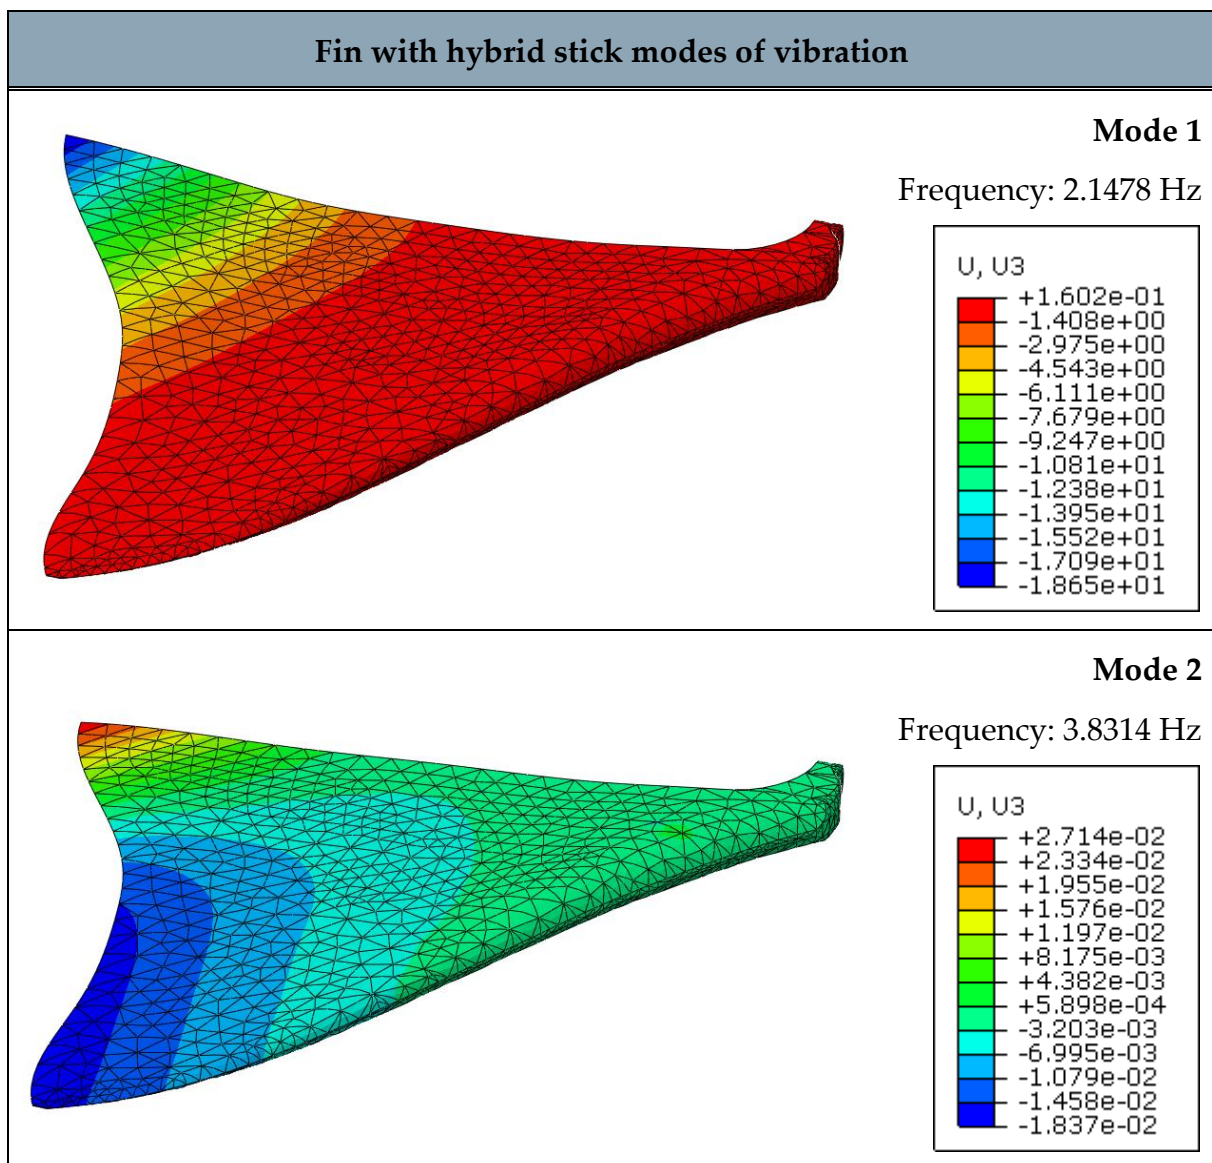 Fin with hybrid stick modes of vibration
Mode 1
Frequency: 2.1478 Hz
U, U3
+1.602e-01
-1.408e+00
-2.975e+00
-4.543e+00
-6.111e+00
-7.679e+00
-9.247e+00
-1.081e+01
-1.238e+01
-1.395e+01
-1.552e+01
-1.709e+01
-1.865e+01
Mode 2
Frequency: 3.8314 Hz
U, U3
+2.714e-02
+2.334e-02
+1.955e-02
+1.576e-02
+1.197e-02
+8.175e-03
+4.382e-03
+5.898e-04
-3.203e-03
-6.995e-03
-1.079e-02
-1.458e-02
-1.837e-02